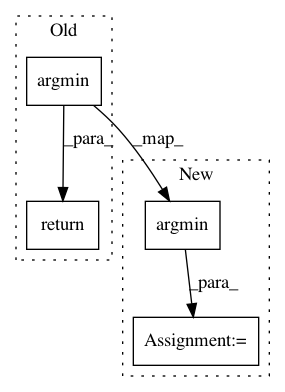 Old
argmin
_para_
_map_
New
return
argmin
_para_
Assignment:=